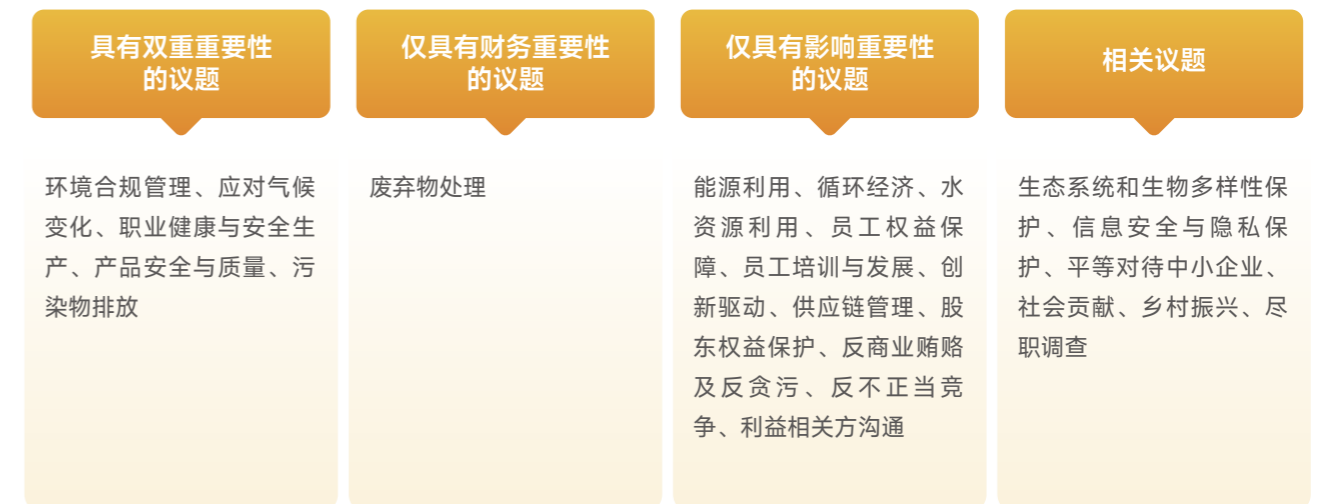 具有双重重要性
的议题
环境合规管理、应对气候
变化、职业健康与安全生
产、产品安全与质量、污
染物排放
仅具有财务重要性
的议题
废弃物处理
仅具有影响重要性
的议题
能源利用、循环经济、水
资源利用、员工权益保
障、员工培训与发展、创
新驱动、供应链管理、股
东权益保护、反商业贿赂
及反贪污、反不正当竞
争、利益相关方沟通
相关议题
生态系统和生物多样性保
护、信息安全与隐私保
护、平等对待中小企业、
社会贡献、乡村振兴、尽
职调查